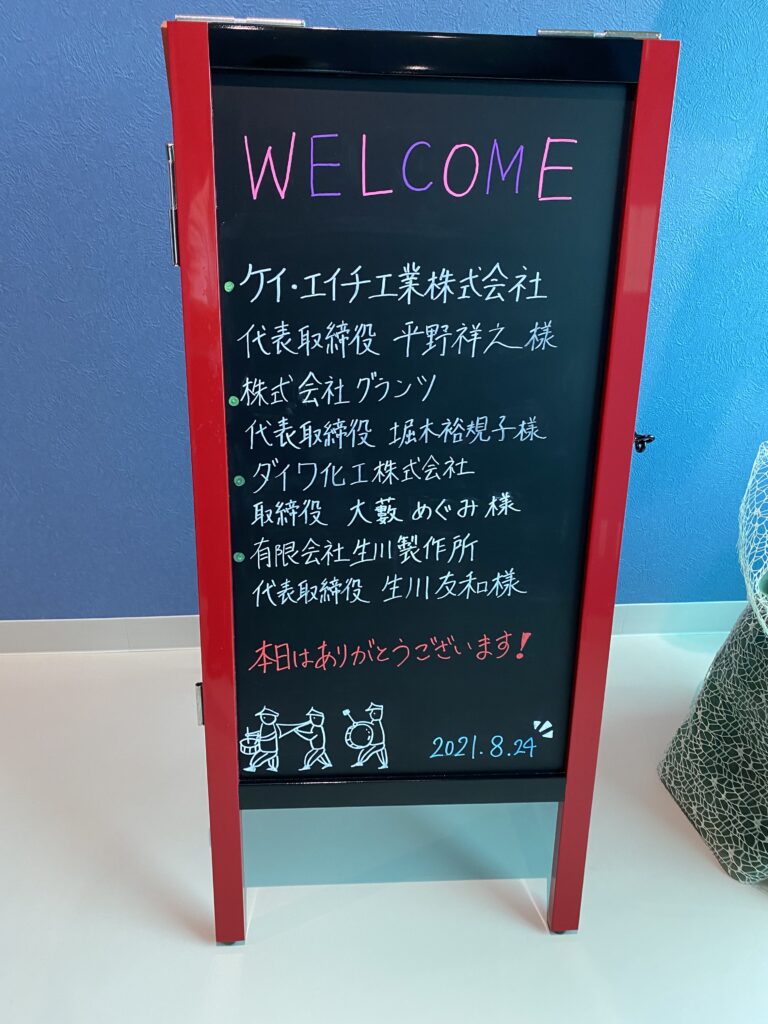 WELCOME
・ケイ・エイチ工業株式会社
代表取締役 平野祥之様
・株式会社グランツ
代表取締役 堀木裕規子様
・ダイワ化工株式会社
取締役 大藪めぐみ様
・有限会社生川製作所
代表取締役 生川友和様
本日はありがとうございます!
2021.8.24